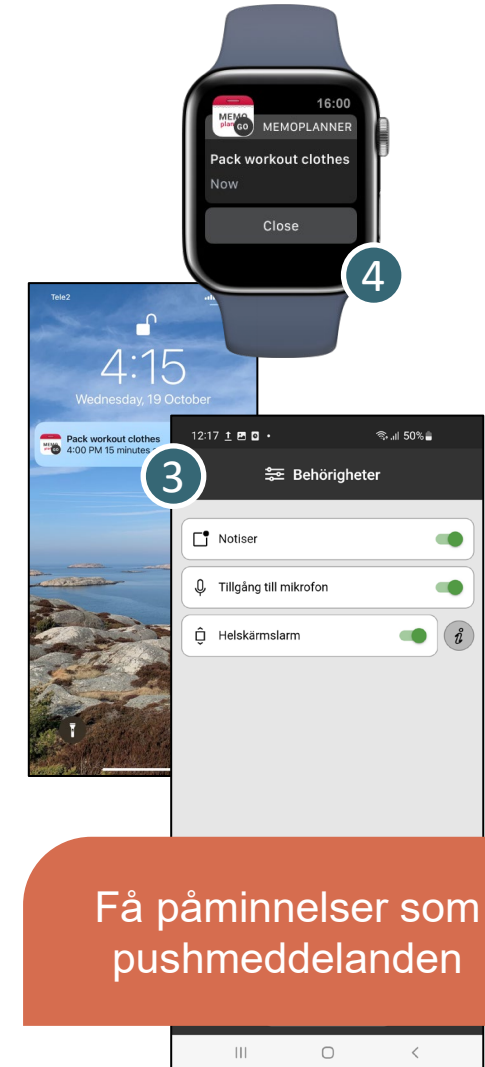 16:00
MEMO
plan
GO
MEMOPLANNER
Pack workout clothes
Now
Close
4
Tele2
4:15
Wednesday, 19 October
Pack workout clothes
4:00 PM 15 minutes
GO
3
12:17
50%
Behörigheter
Notiser
Tillgång till mikrofon
Helskärmslarm
i
Få påminnelser som
pushmeddelanden